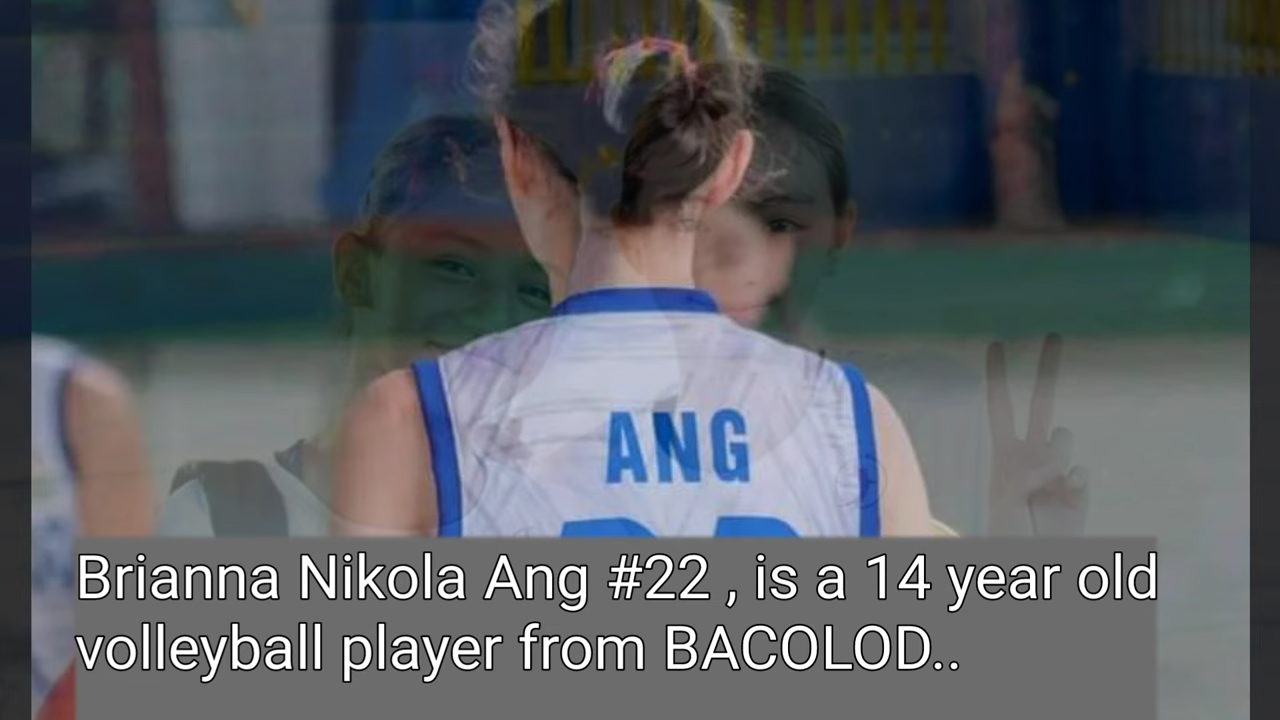 ANG
Brianna Nikola Ang #22 , is a 14 year old
volleyball player from BACOLOD..